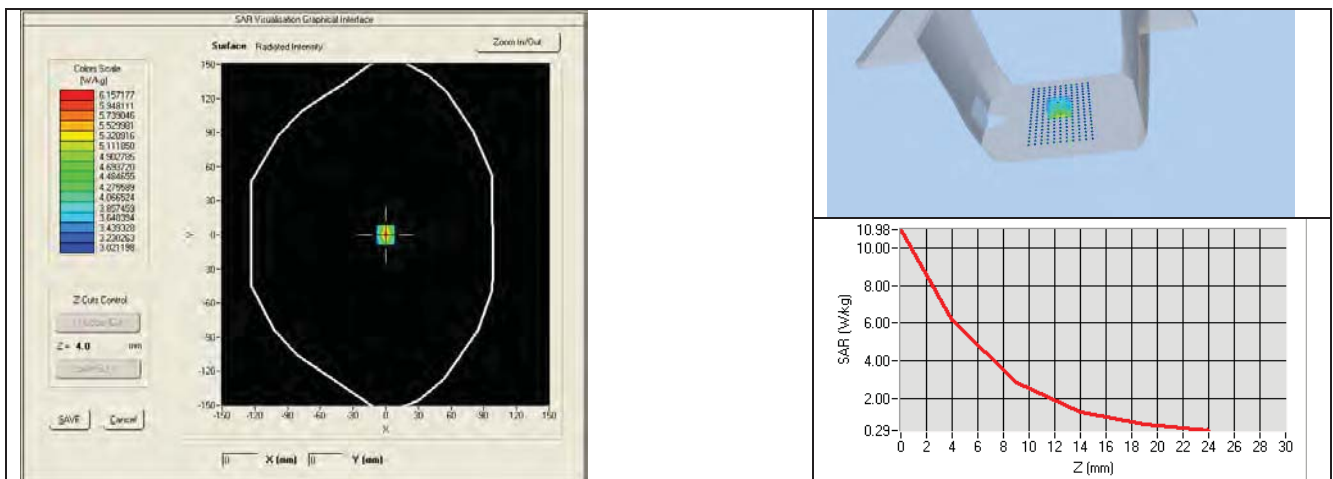 SAR Visualisation Graphical Interface
Surface Radiated Intensity
Zoom In/Out
Colors Scale
(W/kg)
6.157177
5.948111
5.739046
5.529981
5.320916
5.111850
4.902785
4.693720
4.484655
4.275589
4.066524
3.857459
3.648394
3.439328
3.230263
3.021198
150
120
90
60
30
0
-30
-60
-90
-120
-150
Y
-150 -120 -90 -60 -30 0 30 60 90 120 150
X
Z Cuts Control
Z = 4.0 mm
SAVE Cancel
0 X (mm) 0 Y (mm)
10.98
10.00
8.00
6.00
4.00
2.00
0.29
SAR (W/kg)
0 2 4 6 8 10 12 14 16 18 20 22 24 26 28 30
Z (mm)